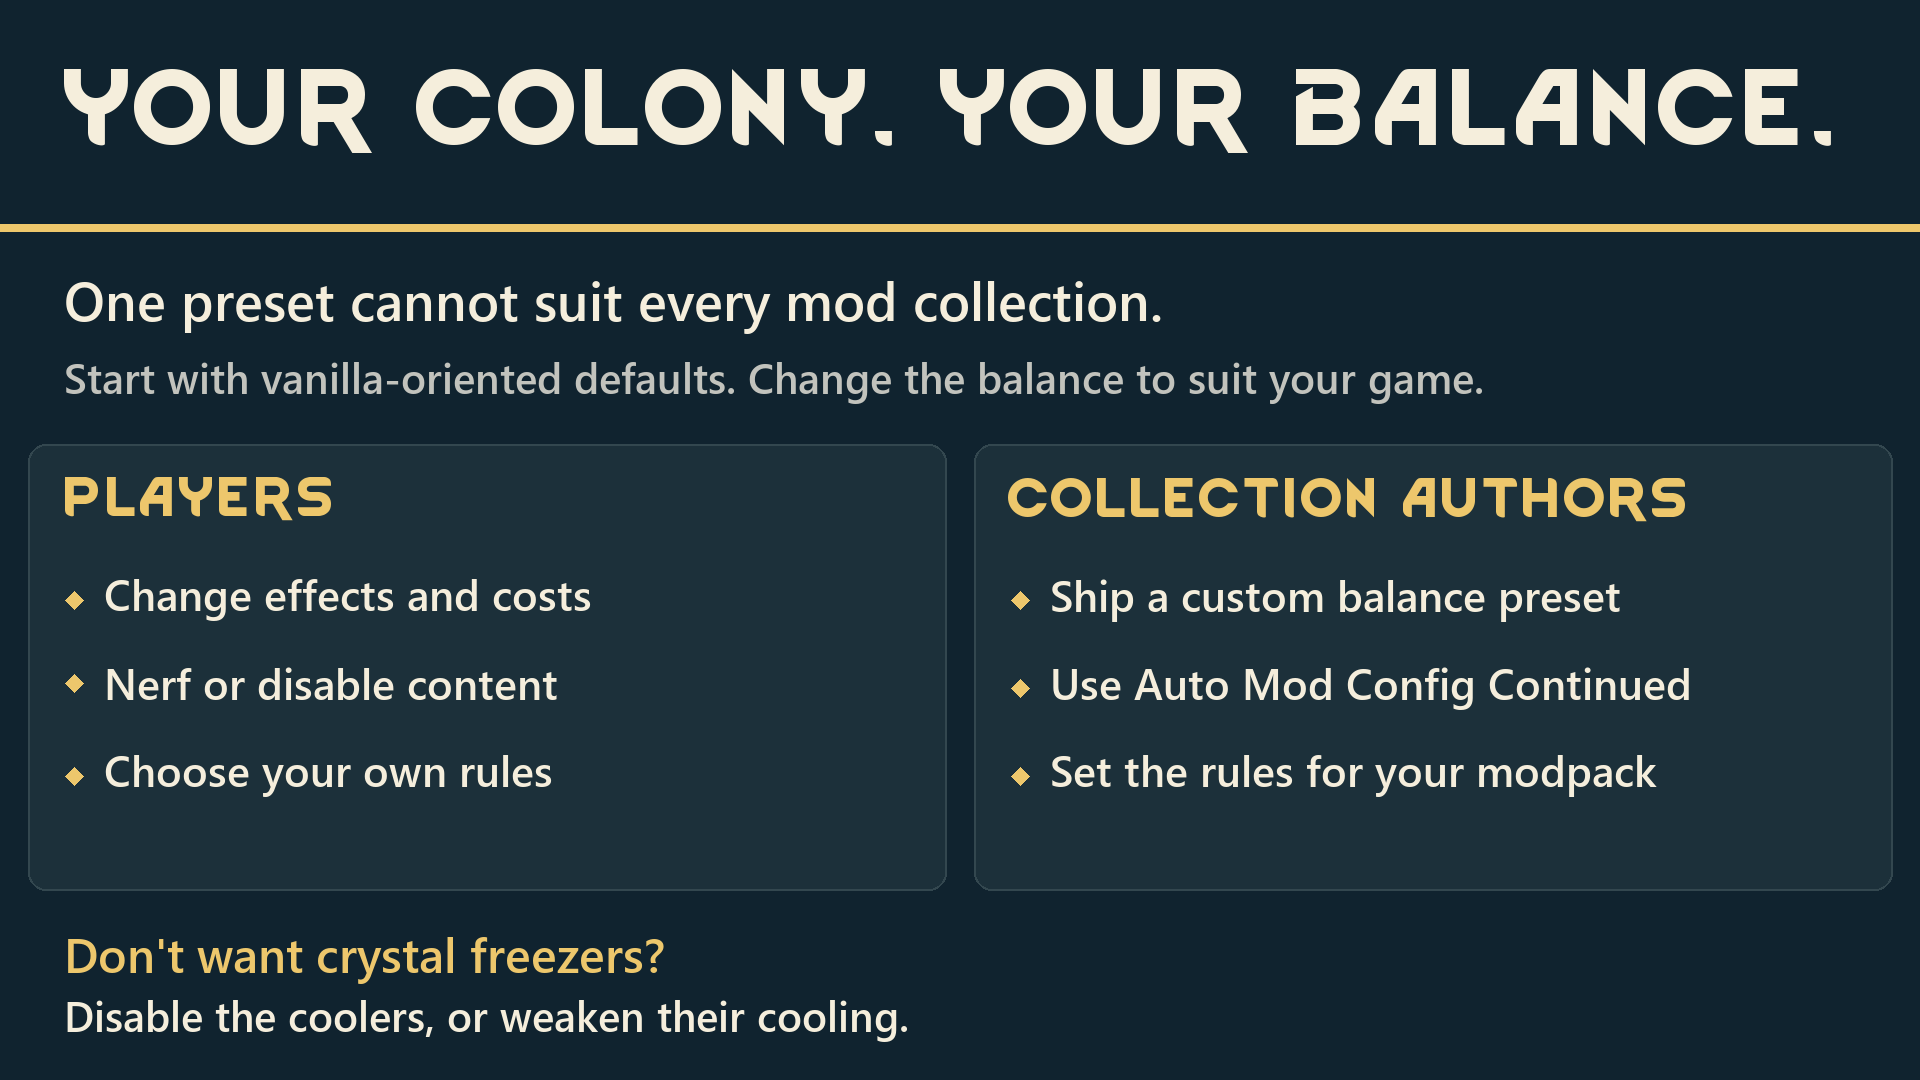 YOUR COLONY. YOUR BALANCE.
One preset cannot suit every mod collection.
Start with vanilla-oriented defaults. Change the balance to suit your game.
PLAYERS
Change effects and costs
Nerf or disable content
Choose your own rules
COLLECTION AUTHORS
Ship a custom balance preset
Use Auto Mod Config Continued
Set the rules for your modpack
Don't want crystal freezers?
Disable the coolers, or weaken their cooling.